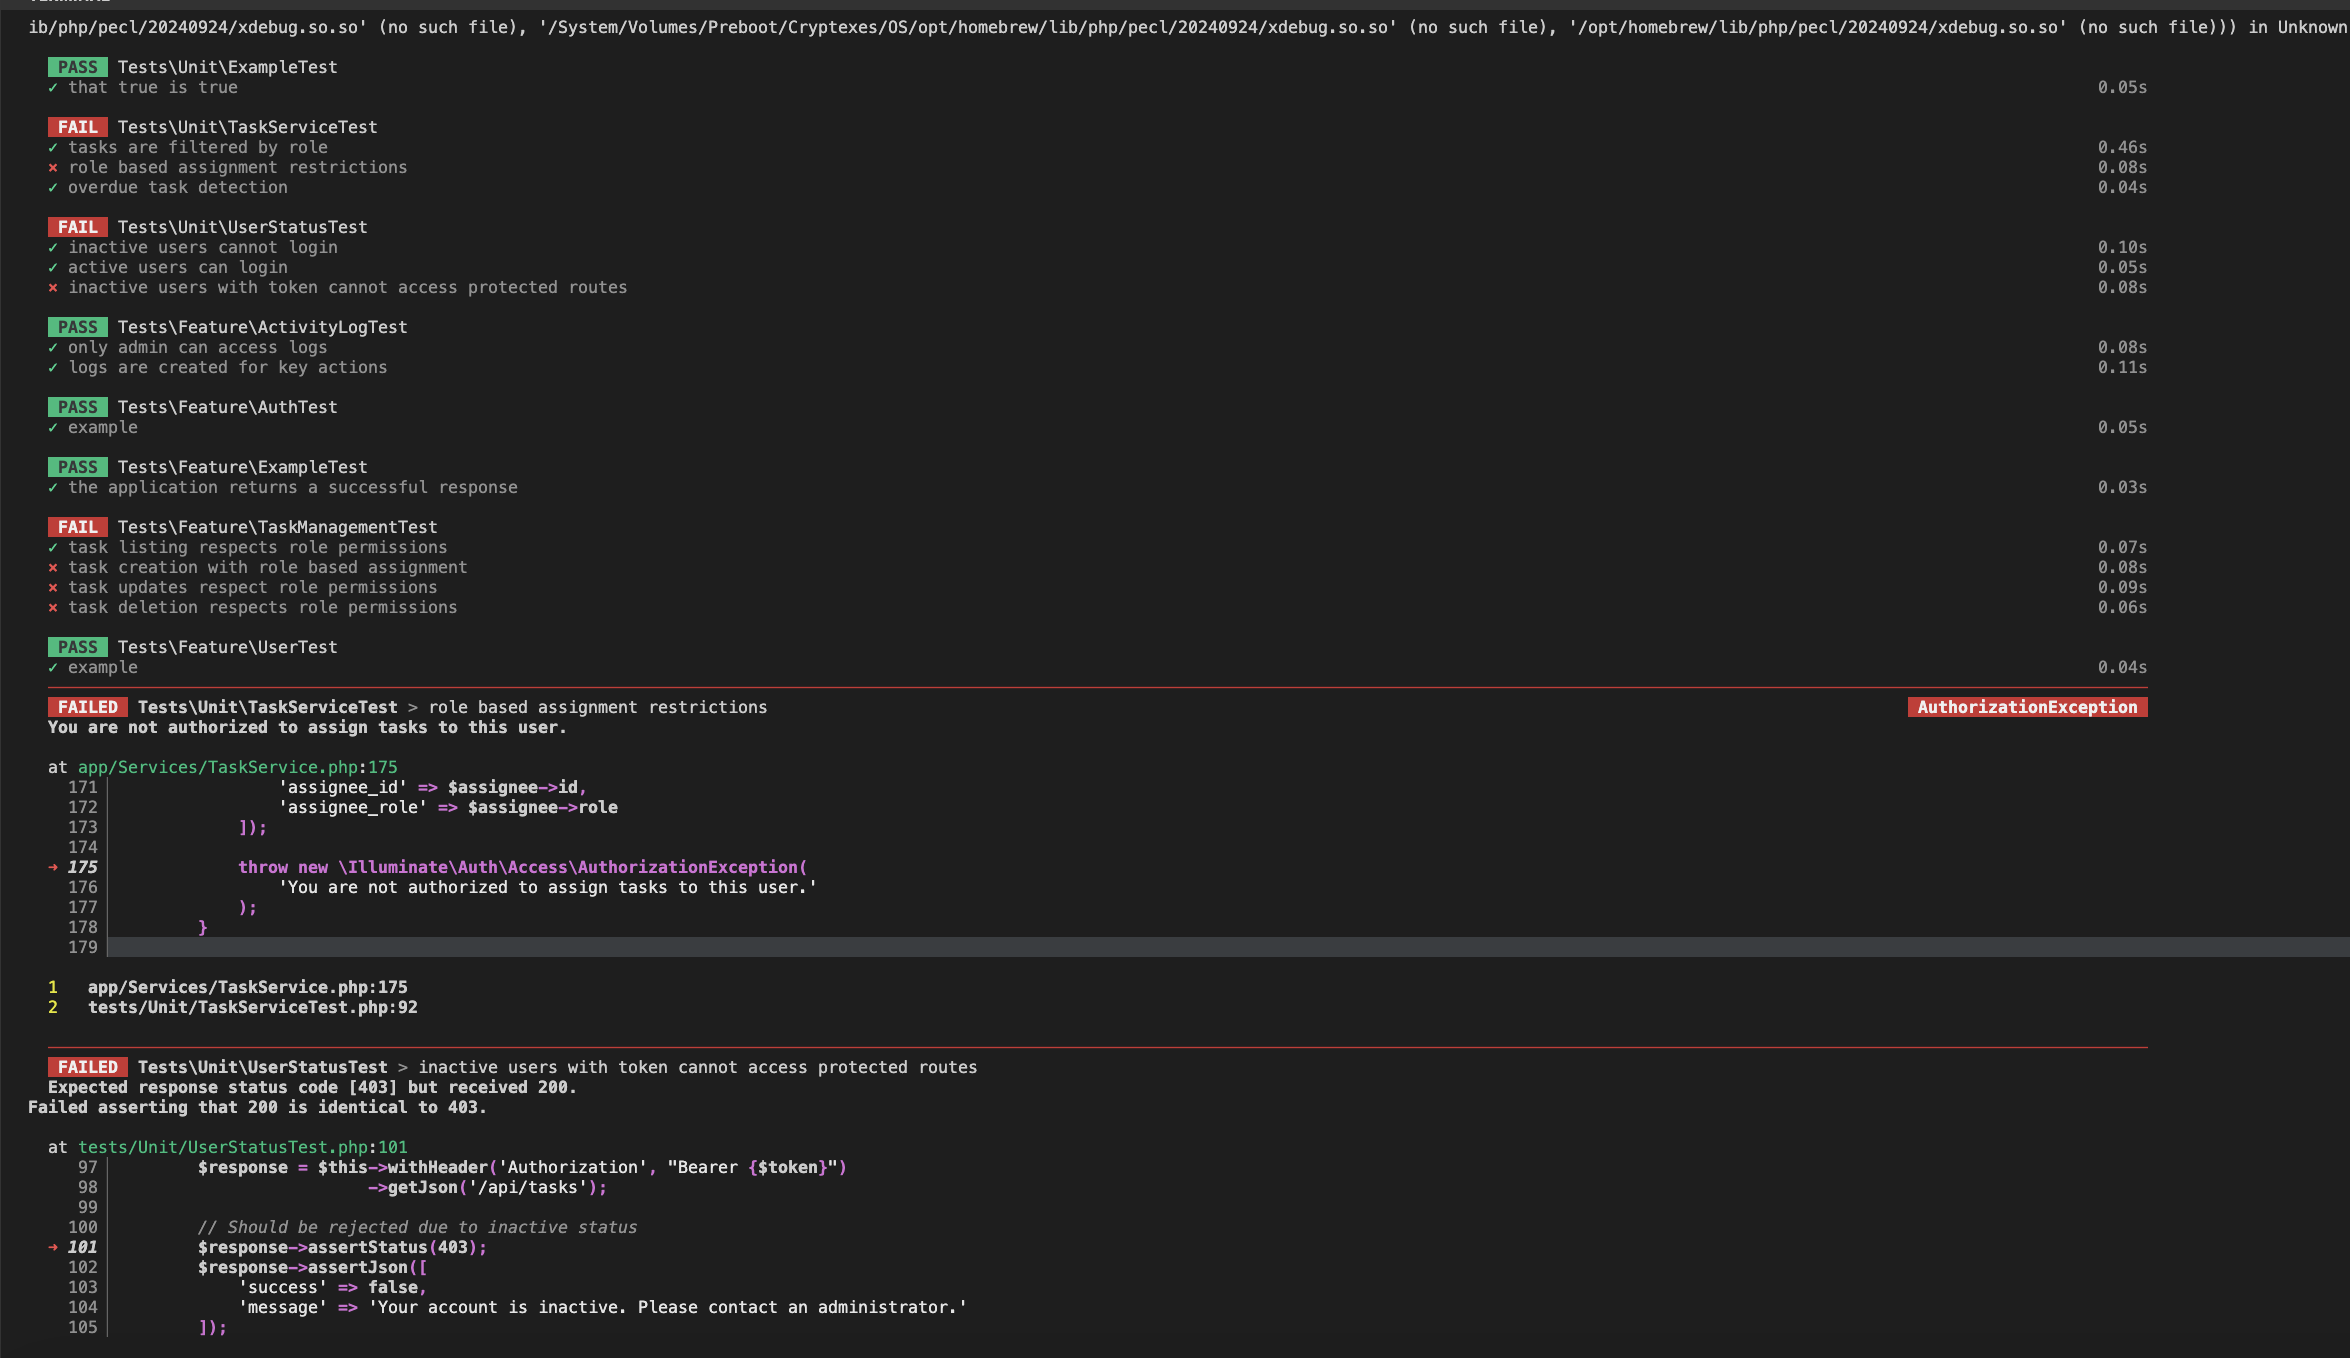 ib/php/pecl/20240924/xdebug.so.so' (no such file), '/System/Volumes/Preboot/Cryptexes/OS/opt/homebrew/lib/php/pecl/20240924/xdebug.so.so' (no such file), '/opt/homebrew/lib/php/pecl/20240924/xdebug.so.so' (no such file))) in Unknown
PASS Tests\Unit\ExampleTest
✓ that true is true 0.05s
FAIL Tests\Unit\TaskServiceTest
✓ tasks are filtered by role 0.46s
⨯ role based assignment restrictions 0.08s
✓ overdue task detection 0.04s
FAIL Tests\Unit\UserStatusTest
✓ inactive users cannot login 0.10s
✓ active users can login 0.05s
⨯ inactive users with token cannot access protected routes 0.08s
PASS Tests\Feature\ActivityLogTest
✓ only admin can access logs 0.08s
✓ logs are created for key actions 0.11s
PASS Tests\Feature\AuthTest
✓ example 0.05s
PASS Tests\Feature\ExampleTest
✓ the application returns a successful response 0.03s
FAIL Tests\Feature\TaskManagementTest
✓ task listing respects role permissions 0.07s
⨯ task creation with role based assignment 0.08s
⨯ task updates respect role permissions 0.09s
⨯ task deletion respects role permissions 0.06s
PASS Tests\Feature\UserTest
✓ example 0.04s
FAILED Tests\Unit\TaskServiceTest > role based assignment restrictions AuthorizationException
You are not authorized to assign tasks to this user.
at app/Services/TaskService.php:175
171 'assignee_id' => $assignee->id,
172 'assignee_role' => $assignee->role
173 ]);
174
➜ 175 throw new \Illuminate\Auth\Access\AuthorizationException(
176 'You are not authorized to assign tasks to this user.'
177 );
178 }
179
1 app/Services/TaskService.php:175
2 tests/Unit/TaskServiceTest.php:92
FAILED Tests\Unit\UserStatusTest > inactive users with token cannot access protected routes
Expected response status code [403] but received 200.
Failed asserting that 200 is identical to 403.
at tests/Unit/UserStatusTest.php:101
97 $response = $this->withHeader('Authorization', "Bearer {$token}")
98 ->getJson('/api/tasks');
99
100 // Should be rejected due to inactive status
➜ 101 $response->assertStatus(403);
102 $response->assertJson([
103 'success' => false,
104 'message' => 'Your account is inactive. Please contact an administrator.'
105 ]);